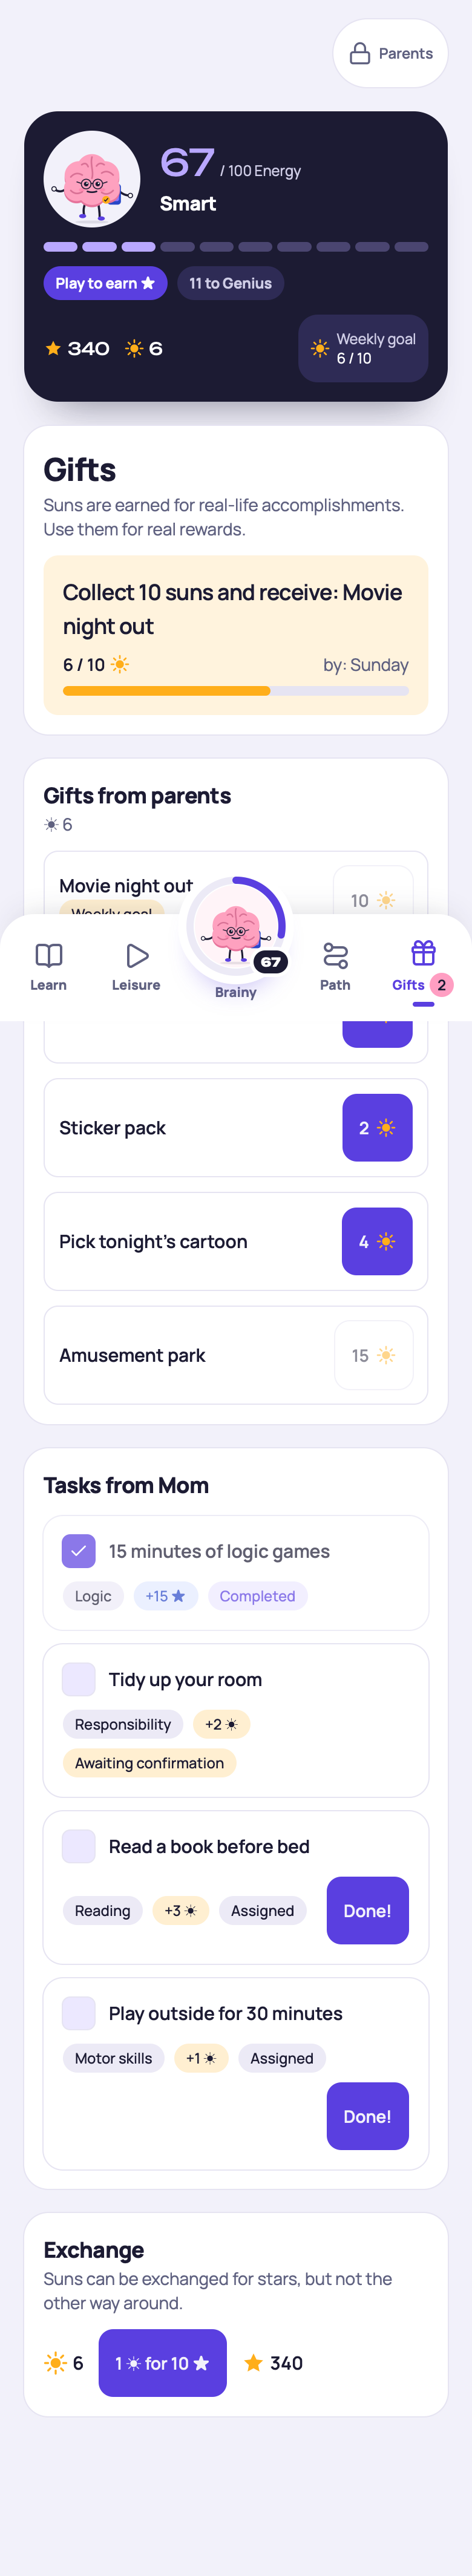 Parents
67 / 100 Energy
Smart
Play to earn
11 to Genius
340 6
Weekly goal
6 / 10
Gifts
Suns are earned for real-life accomplishments.
Use them for real rewards.
Collect 10 suns and receive: Movie
night out
6 / 10
by: Sunday
Gifts from parents
6
Movie night out
10
Weekly goal
Learn
Leisure
67
Brainy
Path
Gifts 2
Sticker pack
2
Pick tonight's cartoon
4
Amusement park
15
Tasks from Mom
15 minutes of logic games
Logic +15 Completed
Tidy up your room
Responsibility +2
Awaiting confirmation
Read a book before bed
Reading +3 Assigned
Done!
Play outside for 30 minutes
Motor skills +1 Assigned
Done!
Exchange
Suns can be exchanged for stars, but not the
other way around.
6
1 for 10
340